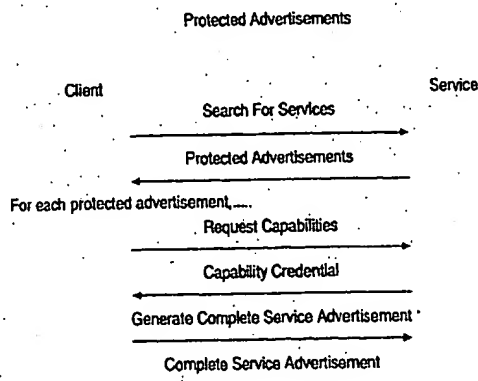 Protected Advertisements
Client
Service
Search For Services
Protected Advertisements
For each protected advertisement,.....
Request Capabilities
Capability Credential
Generate Complete Service Advertisement
Complete Service Advertisement